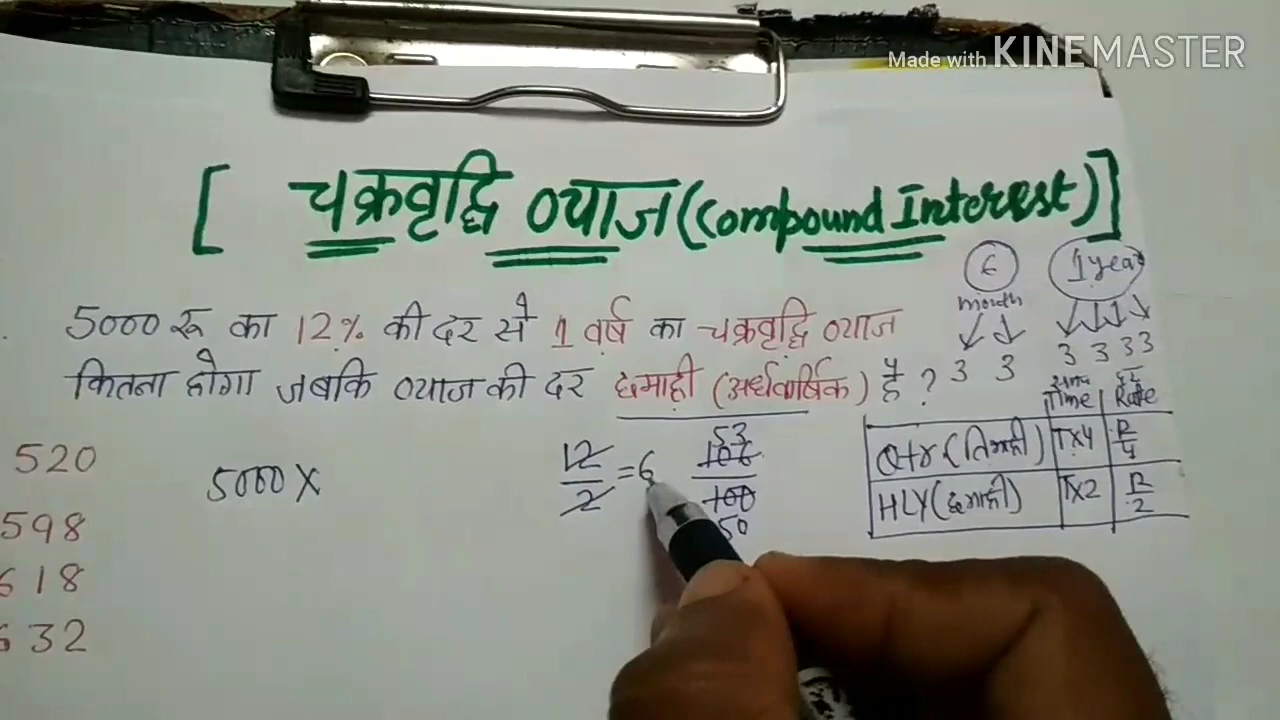 Made with KINEMASTER
[ चक्रवृद्धि ब्याज (Compound Interest) ]
6 month
1 year
3 3
3 3 3 3
5000 रू का 12% की दर से 1 वर्ष का चक्रवृद्धि ब्याज
कितना होगा जबकि ब्याज की दर छमाही (अर्धवार्षिक) है ?
Time Rate
Qtr (तिमाही) T×4 R/4
HLY (छमाही) T×2 R/2
520
598
618
632
5000 ×
12/2 = 6
53
106
100
50